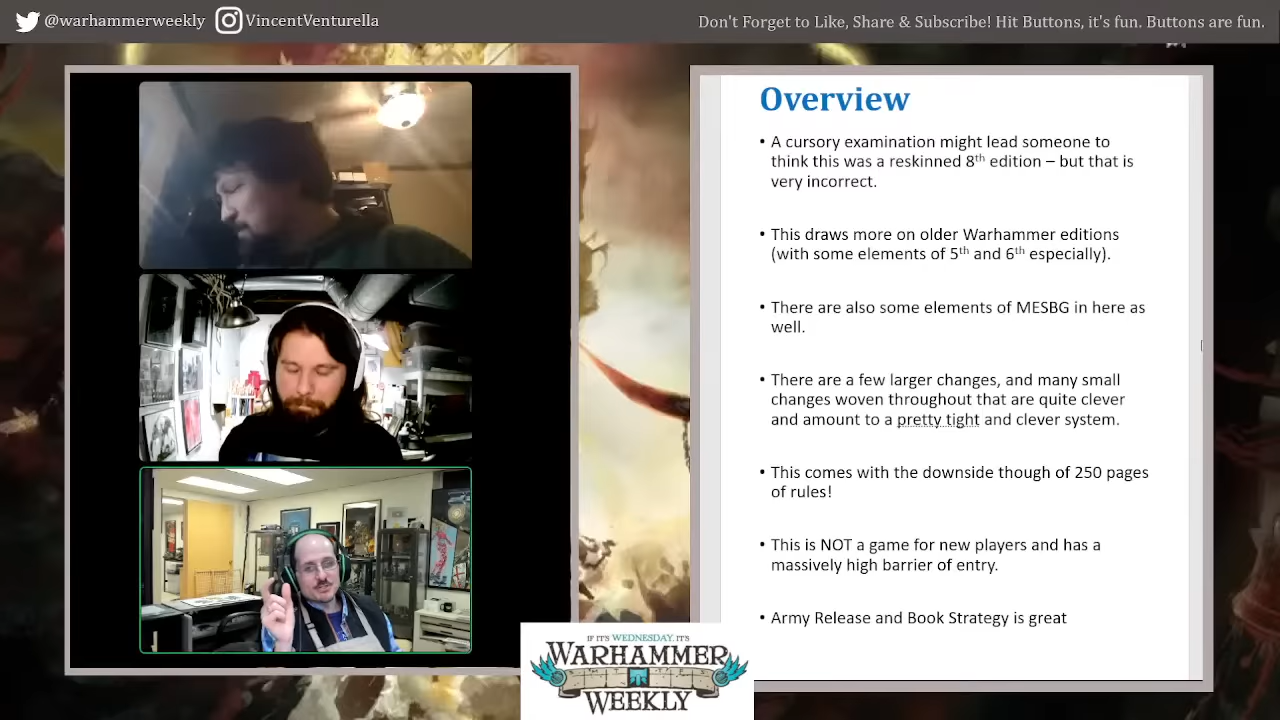 @warhammerweekly VincentVenturella
Don't Forget to Like, Share & Subscribe! Hit Buttons, it's fun. Buttons are fun.
Overview
• A cursory examination might lead someone to
think this was a reskinned 8th edition – but that is
very incorrect.
• This draws more on older Warhammer editions
(with some elements of 5th and 6th especially).
• There are also some elements of MESBG in here as
well.
• There are a few larger changes, and many small
changes woven throughout that are quite clever
and amount to a pretty tight and clever system.
• This comes with the downside though of 250 pages
of rules!
• This is NOT a game for new players and has a
massively high barrier of entry.
• Army Release and Book Strategy is great
IF IT'S WEDNESDAY, IT'S
WARHAMMER
WEEKLY